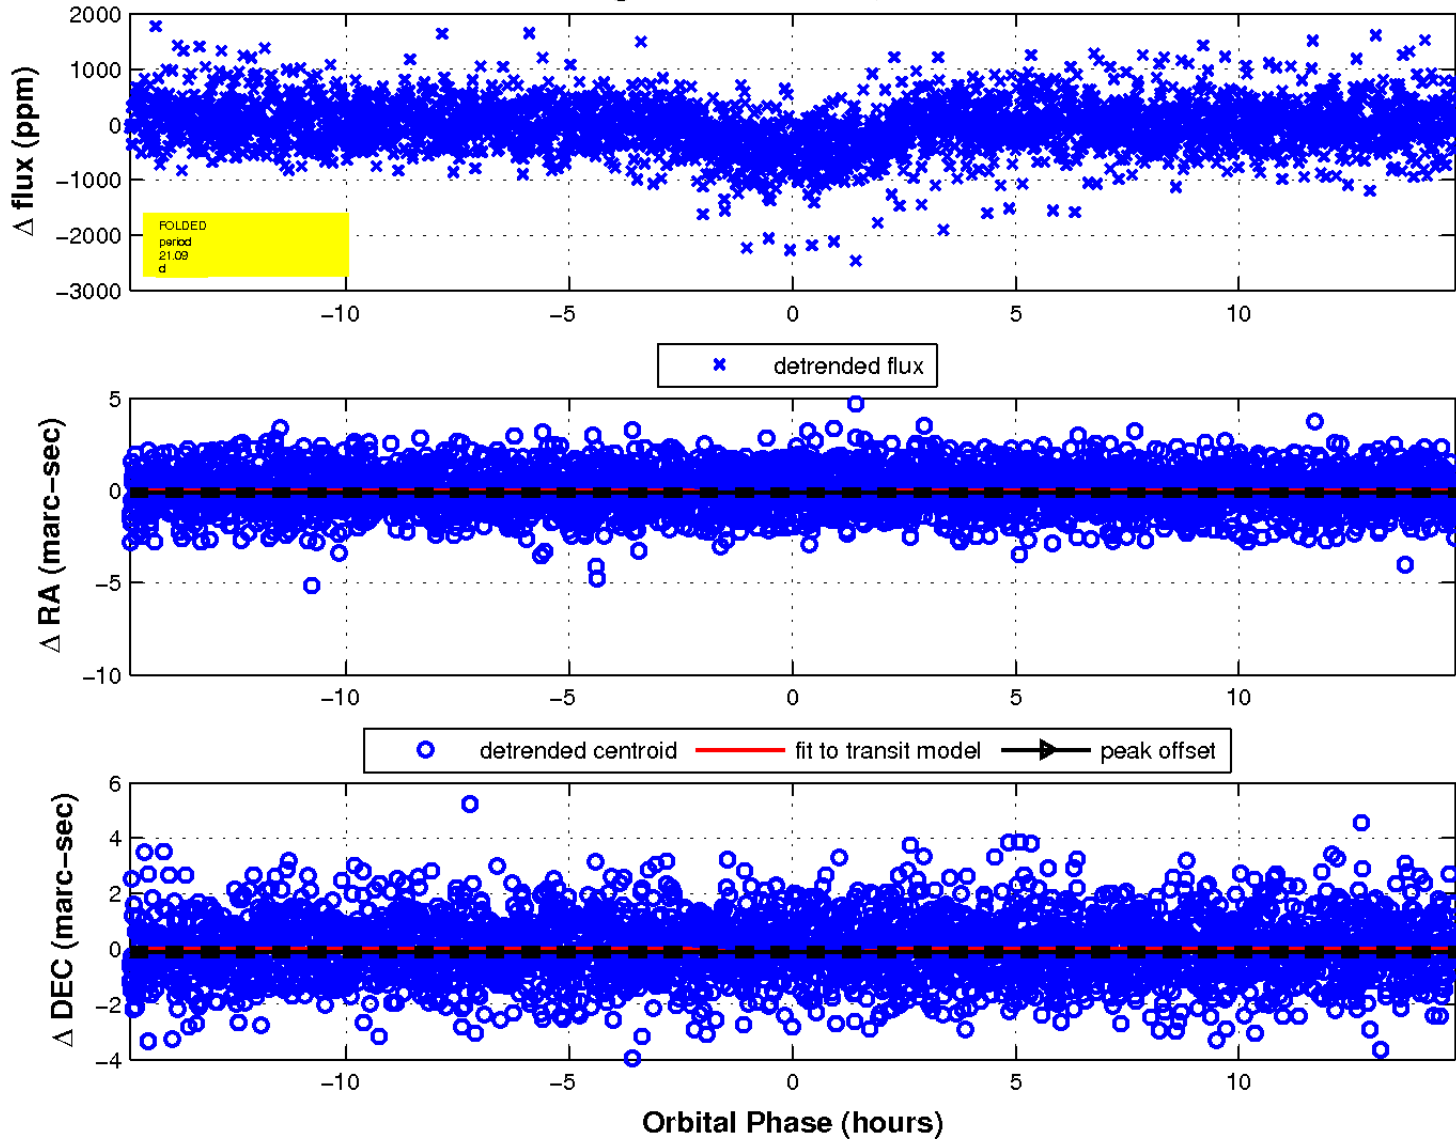 2000
1000
0
−1000
−2000
−3000
Δ flux (ppm)
FOLDED
period
21.09
d
−10 −5 0 5 10
detrended flux
5
0
−5
−10
Δ RA (marc−sec)
−10 −5 0 5 10
detrended centroid fit to transit model peak offset
6
4
2
0
−2
−4
Δ DEC (marc−sec)
−10 −5 0 5 10
Orbital Phase (hours)